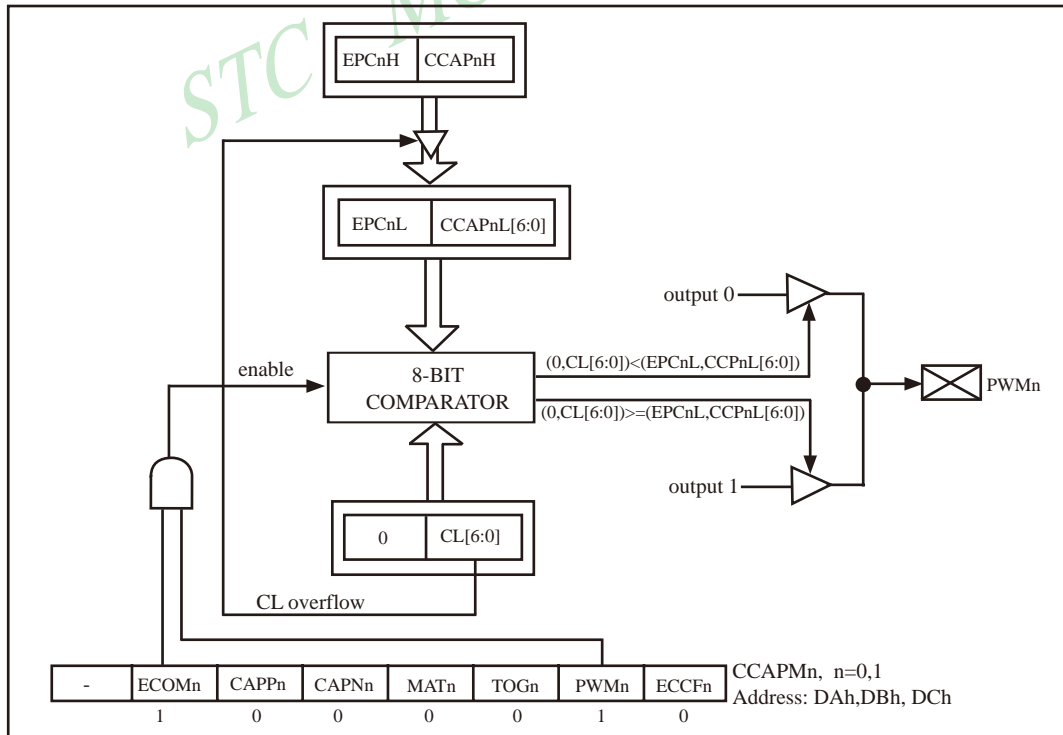 STC
EPCnH CCAPnH
EPCnL CCAPnL[6:0]
output 0
(0,CL[6:0])<(EPCnL,CCPnL[6:0])
enable
8-BIT
COMPARATOR
PWMn
(0,CL[6:0])>=(EPCnL,CCPnL[6:0])
output 1
0 CL[6:0]
CL overflow
- ECOMn CAPPn CAPNn MATn TOGn PWMn ECCFn
CCAPMn, n=0,1
Address: DAh,DBh, DCh
1 0 0 0 0 1 0